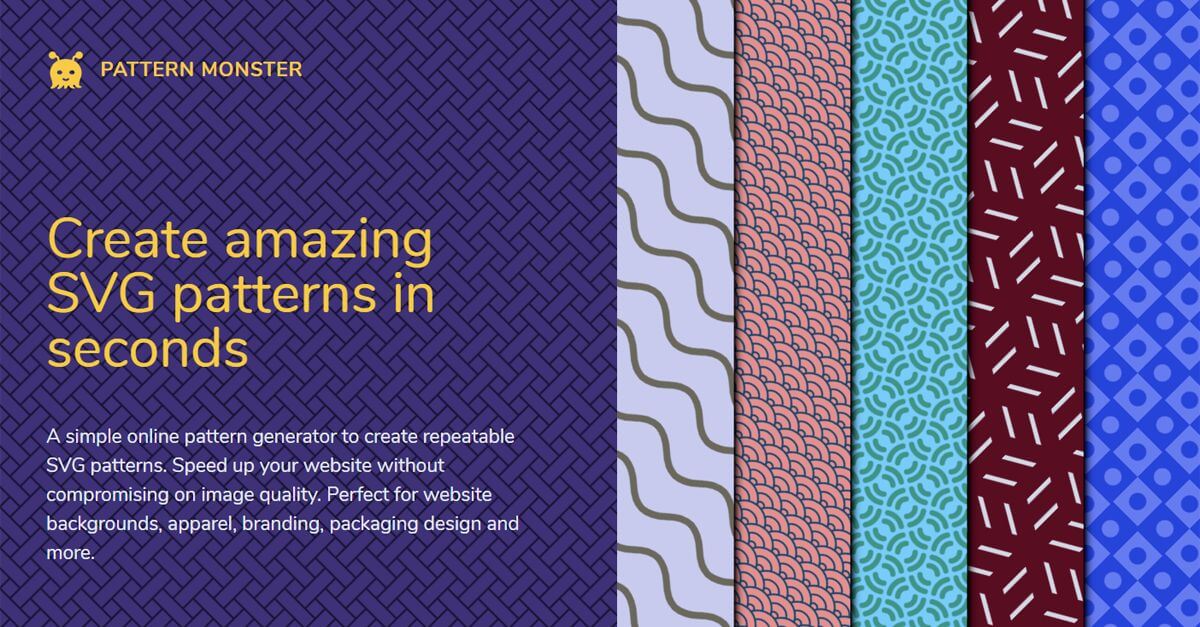 PATTERN MONSTER
Create amazing
SVG patterns in
seconds
A simple online pattern generator to create repeatable
SVG patterns. Speed up your website without
compromising on image quality. Perfect for website
backgrounds, apparel, branding, packaging design and
more.